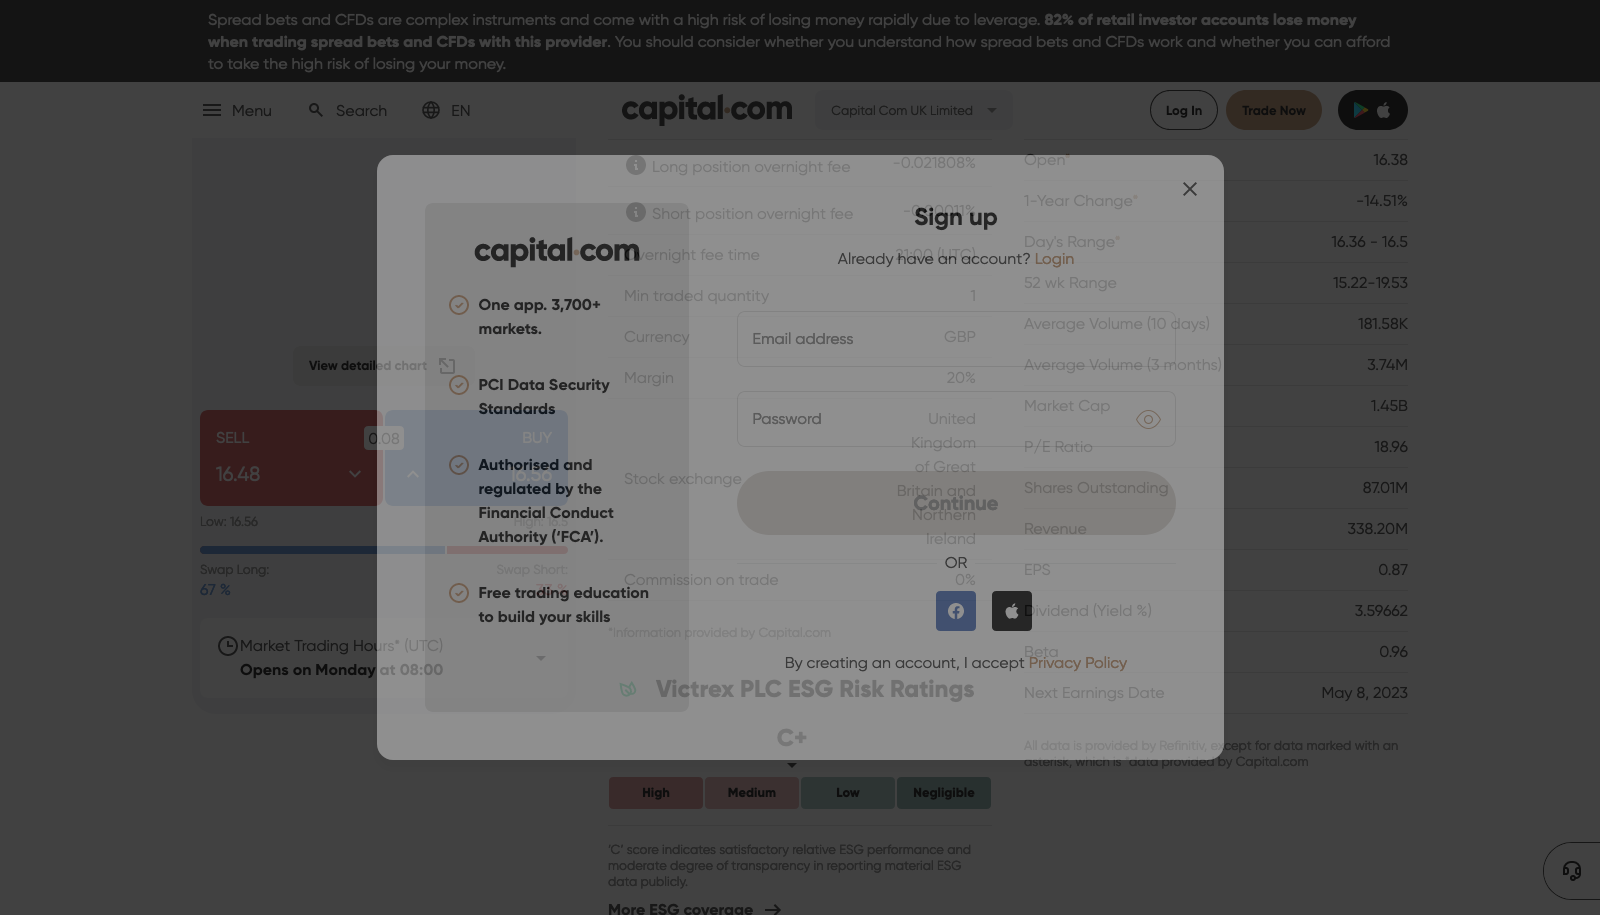 Spread bets and CFDs are complex instruments and come with a high risk of losing money rapidly due to leverage. 82% of retail investor accounts lose money
when trading spread bets and CFDs with this provider. You should consider whether you understand how spread bets and CFDs work and whether you can afford
to take the high risk of losing your money.
Menu
Search
EN
capital.com
Capital Com UK Limited
Log In
Trade Now
View detailed chart
SELL
16.48
0.08
BUY
Low: 16.56
High: 16.5
Swap Long:
67 %
Swap Short:
Market Trading Hours* (UTC)
Opens on Monday at 08:00
Long position overnight fee
-0.021808%
Short position overnight fee
Overnight fee time
21:00 (UTC)
Min traded quantity
1
Currency
GBP
Margin
20%
Stock exchange
United
Kingdom
of Great
Britain and
Northern
Ireland
Commission on trade
0%
*Information provided by Capital.com
Victrex PLC ESG Risk Ratings
C+
High
Medium
Low
Negligible
'C' score indicates satisfactory relative ESG performance and
moderate degree of transparency in reporting material ESG
data publicly.
More ESG coverage
Open*
16.38
1-Year Change*
-14.51%
Day's Range*
16.36 - 16.5
52 wk Range
15.22-19.53
Average Volume (10 days)
181.58K
Average Volume (3 months)
3.74M
Market Cap
1.45B
P/E Ratio
18.96
Shares Outstanding
87.01M
Revenue
338.20M
EPS
0.87
Dividend (Yield %)
3.59662
Beta
0.96
Next Earnings Date
May 8, 2023
All data is provided by Refinitiv, except for data marked with an
asterisk, which is *data provided by Capital.com
capital.com
One app. 3,700+
markets.
PCI Data Security
Standards
Authorised and
regulated by the
Financial Conduct
Authority ('FCA').
Free trading education
to build your skills
Sign up
Already have an account? Login
Email address
Password
Continue
OR
By creating an account, I accept Privacy Policy